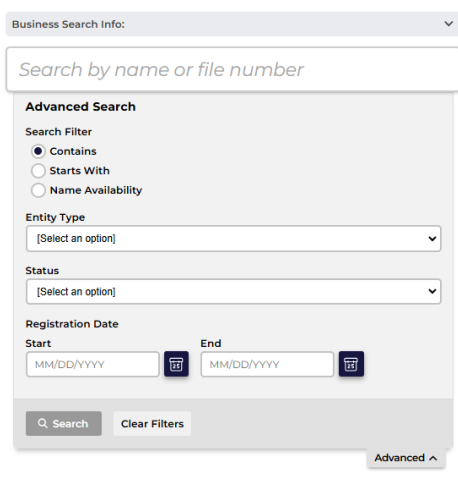 Business Search Info:
Search by name or file number
Advanced Search
Search Filter
Contains
Starts With
Name Availability
Entity Type
[Select an option]
Status
[Select an option]
Registration Date
Start End
MM/DD/YYYY MM/DD/YYYY
Search Clear Filters
Advanced